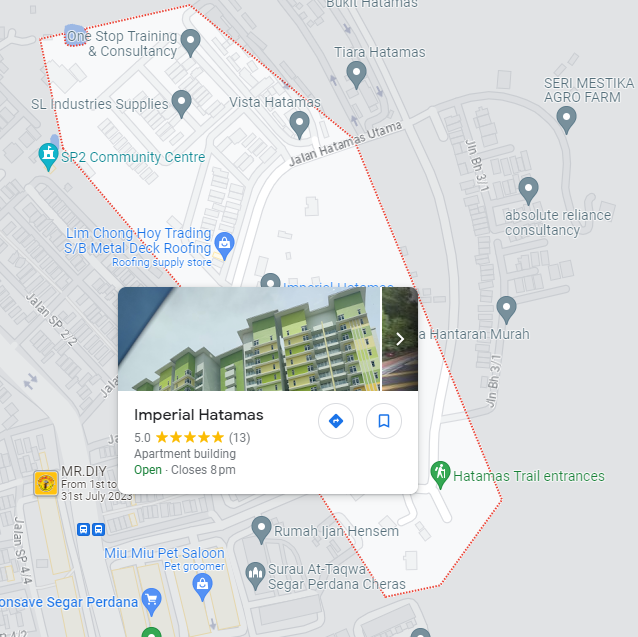 Bukit Hatamas
One Stop Training
& Consultancy
Tiara Hatamas
SERI MESTIKA
AGRO FARM
SL Industries Supplies
Vista Hatamas
Jalan Hatamas Utama
Jln Bh 3/1
SP2 Community Centre
absolute reliance
consultancy
Lim Chong Hoy Trading
S/B Metal Deck Roofing
Roofing supply store
Imperial Hatamas
Jalan SP 2/2
a Hantaran Murah
Jln Bh 3/1
Imperial Hatamas
5.0 (13)
Apartment building
Open · Closes 8 pm
MR.DIY
From 1st to
31st July 2023
Hatamas Trail entrances
Jalan SP 4/4
Rumah Ijan Hensem
Miu Miu Pet Saloon
Pet groomer
Surau At-Taqwa
Segar Perdana Cheras
onsave Segar Perdana